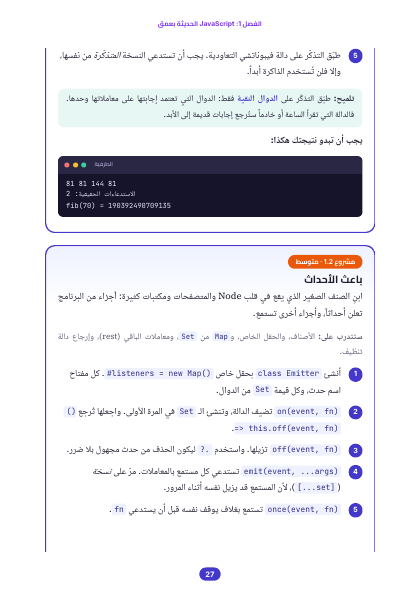 الفصل 1: JavaScript الحديثة بعمق
5 طبّق التذكّر على دالة فيبوناتشي التعاودية. يجب أن تستدعي النسخة المتذكّرة من نفسها،
وإلا فلن تُستخدم الذاكرة أبداً.
تلميح: طبّق التذكّر على الدوال النقية فقط: الدوال التي تعتمد إجابتها على معاملاتها وحدها.
فالدالة التي تقرأ الساعة أو خادماً ستُرجع إجابات قديمة إلى الأبد.
يجب أن تبدو نتيجتك هكذا:
الطرفية
81 81 144 81
الاستدعاءات الحقيقية: 2
fib(70) = 190392490709135
مشروع 1.2 · متوسط
باعث الأحداث
ابنِ الصنف الصغير الذي يقع في قلب Node والمتصفحات ومكتبات كثيرة: أجزاء من البرنامج
تعلن أحداثاً، وأجزاء أخرى تستمع.
ستتدرب على: الأصناف، والحقل الخاص، و Map من Set، ومعاملات الباقي (rest)، وإرجاع دالة
تنظيف.
1 أنشئ class Emitter بحقل خاص #listeners = new Map(). كل مفتاح
اسم حدث، وكل قيمة Set من الدوال.
2 on(event, fn) تضيف الدالة، وتنشئ الـ Set في المرة الأولى. واجعلها تُرجع ()
=> this.off(event, fn).
3 off(event, fn) تزيلها. واستخدم ?. ليكون الحذف من حدث مجهول بلا ضرر.
4 emit(event, ...args) تستدعي كل مستمع بالمعاملات. مرّ على نسخة
([...set])، لأن المستمع قد يزيل نفسه أثناء المرور.
5 once(event, fn) تستمع بغلاف يوقف نفسه قبل أن يستدعي fn.
27